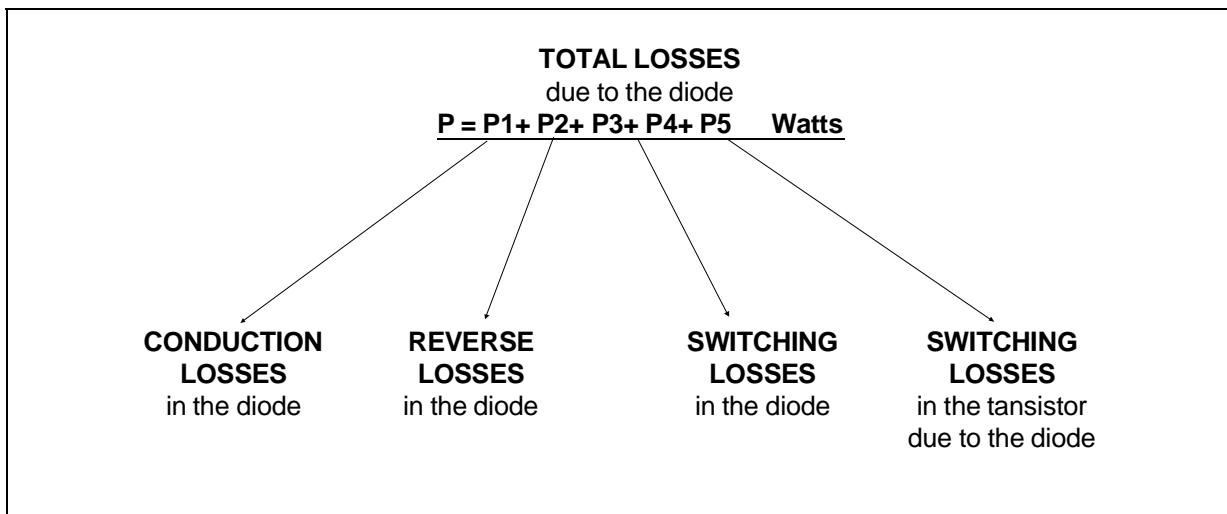 TOTAL LOSSES
due to the diode
P = P1+ P2+ P3+ P4+ P5 Watts
CONDUCTION
LOSSES
in the diode
REVERSE
LOSSES
in the diode
SWITCHING
LOSSES
in the diode
SWITCHING
LOSSES
in the tansistor
due to the diode